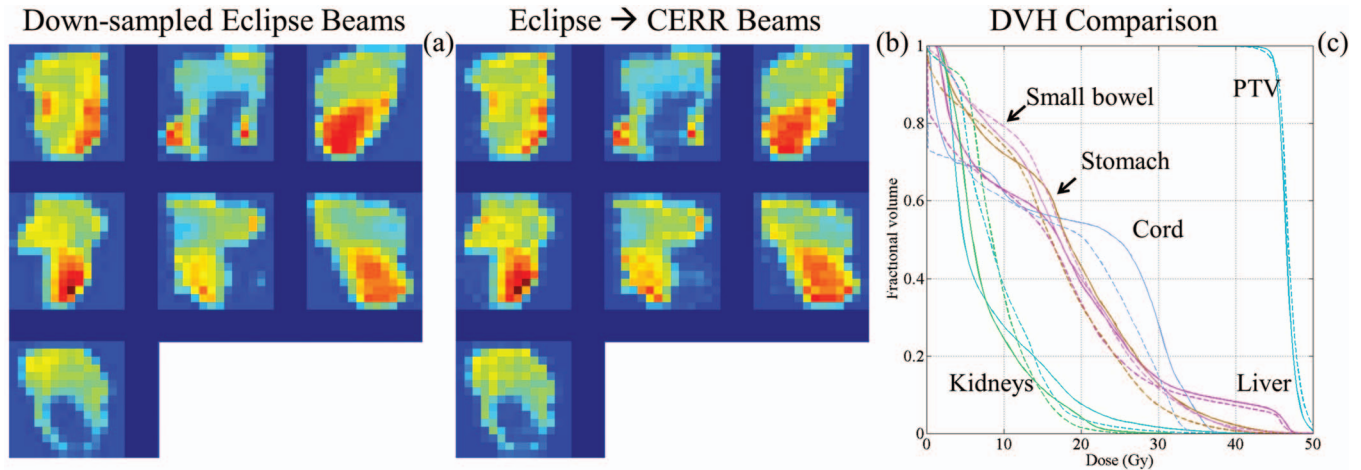 Down-sampled Eclipse Beams
(a)
Eclipse → CERR Beams
(b)
DVH Comparison
(c)
Fractional volume
1
0.8
0.6
0.4
0.2
0
PTV
Small bowel
Stomach
Cord
Kidneys
Liver
0 10 20 30 40 50
Dose (Gy)